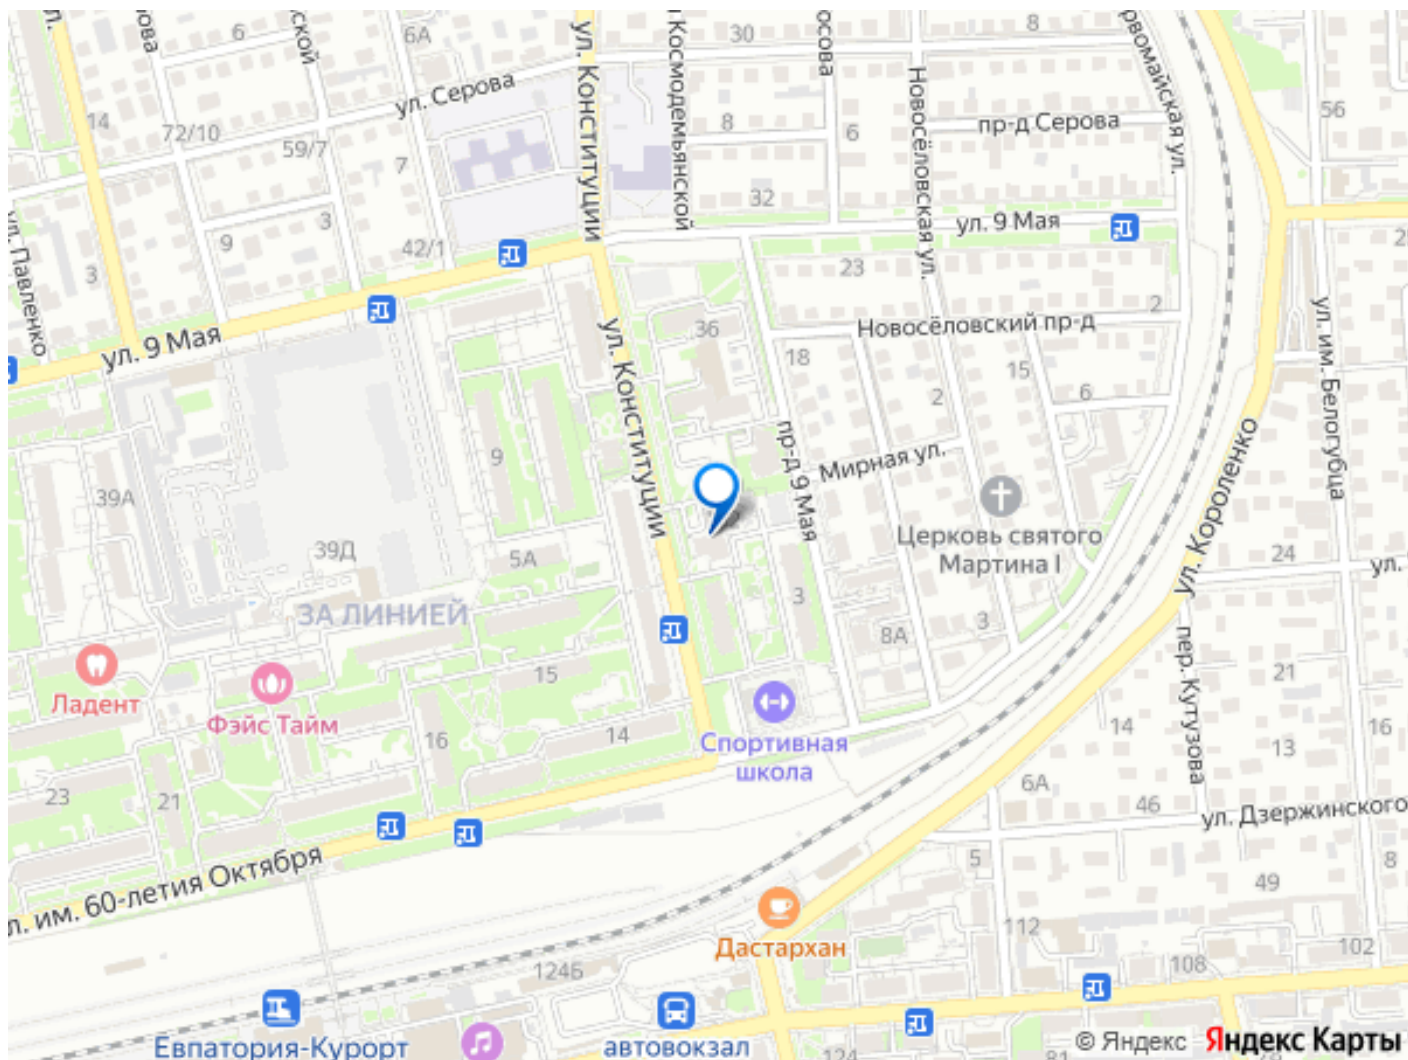 ул. Серова
ул. Конституции
30
8
6
6А
14
72/10
59/7
7
8
6
пр-д Серова
56
Новосёловская ул.
32
3
9
42/1
ул. 9 Мая
ул. Павленко
3
23
2
36
Новосёловский пр-д
ул. 9 Мая
ул. Конституции
18
15
2
6
ул. им. Белогубца
9
пр-д 9 Мая
Мирная ул.
ул. Короленко
39А
39Д
5А
Церковь святого
Мартина I
24
ул.
3
ЗА ЛИНИЕЙ
8А
3
пер. Кутузова
Ладент
Фэйс Тайм
15
21
16
14
14
16
13
Спортивная
школа
6А
46
ул. Дзержинского
23
21
5
8
49
ул. им. 60-летия Октября
112
102
Дастархан
108
124Б
Евпатория-Курорт
автовокзал
124
81
© Яндекс
Яндекс Карты